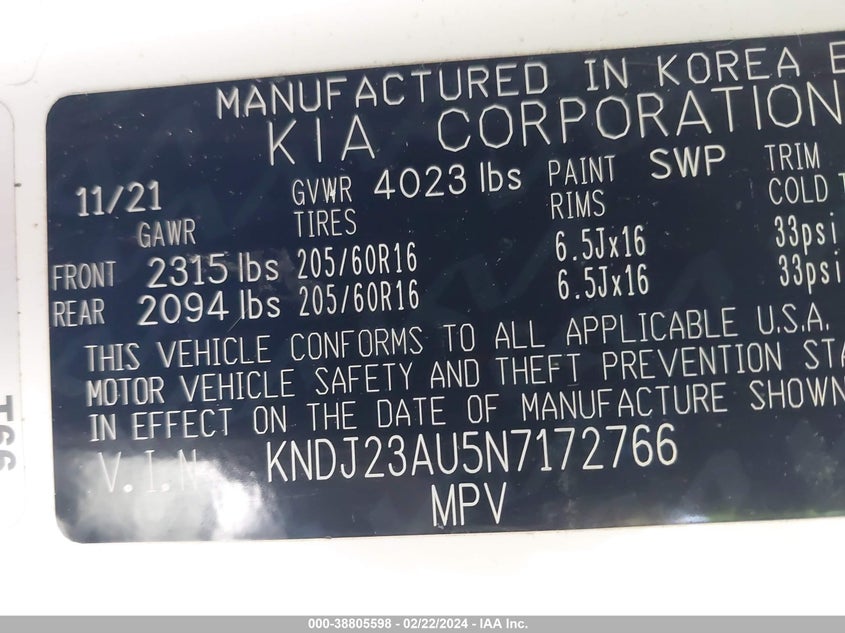 MANUFACTURED IN KOREA
KIA CORPORATION
11/21 GVWR 4023 lbs PAINT SWP TRIM
GAWR TIRES RIMS COLD
FRONT 2315 lbs 205/60R16 6.5Jx16 33psi
REAR 2094 lbs 205/60R16 6.5Jx16 33psi
THIS VEHICLE CONFORMS TO ALL APPLICABLE U.S.A.
MOTOR VEHICLE SAFETY AND THEFT PREVENTION
IN EFFECT ON THE DATE OF MANUFACTURE SHOWN
V.I.N KNDJ23AU5N7172766
MPV
000-38805598 - 02/22/2024 - IAA Inc.